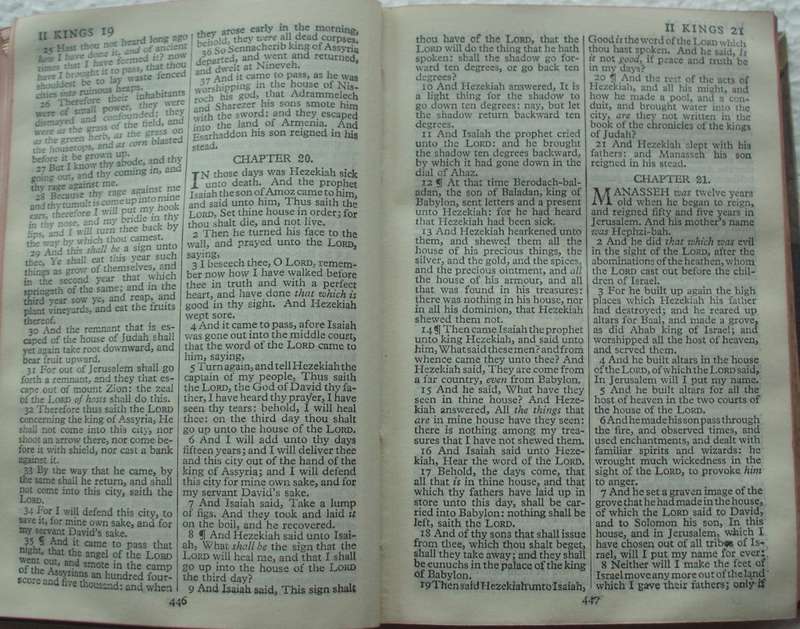 II KINGS 19
25 Hast thou not heard long ago
how I have done it, and of ancient
times that I have formed it? now
have I brought it to pass, that thou
shouldest be to lay waste fenced
cities into ruinous heaps.
26 Therefore their inhabitants
were of small power, they were
dismayed and confounded; they
were as the grass of the field, and
as the green herb, as the grass on
the housetops, and as corn blasted
before it be grown up.
27 But I know thy abode, and thy
going out, and thy coming in, and
thy rage against me.
28 Because thy rage against me
and thy tumult is come up into mine
ears, therefore I will put my hook
in thy nose, and my bridle in thy
lips, and I will turn thee back by
the way by which thou camest.
29 And this shall be a sign unto
thee, Ye shall eat this year such
things as grow of themselves, and
in the second year that which
springeth of the same; and in the
third year sow ye, and reap, and
plant vineyards, and eat the fruits
thereof.
30 And the remnant that is es-
caped of the house of Judah shall
yet again take root downward, and
bear fruit upward.
31 For out of Jerusalem shall go
forth a remnant, and they that es-
cape out of mount Zion: the zeal
of the LORD of hosts shall do this.
32 Therefore thus saith the LORD
concerning the king of Assyria, He
shall not come into this city, nor
shoot an arrow there, nor come be-
fore it with shield, nor cast a bank
against it.
33 By the way that he came, by
the same shall he return, and shall
not come into this city, saith the
LORD.
34 For I will defend this city, to
save it, for mine own sake, and for
my servant David's sake.
35 ¶ And it came to pass that
night, that the angel of the LORD
went out, and smote in the camp
of the Assyrians an hundred four-
score and five thousand: and when
they arose early in the morning,
behold, they were all dead corpses.
36 So Sennacherib king of Assyria
departed, and went and returned,
and dwelt at Nineveh.
37 And it came to pass, as he was
worshipping in the house of Nis-
roch his god, that Adrammelech
and Sharezer his sons smote him
with the sword: and they escaped
into the land of Armenia. And
Esarhaddon his son reigned in his
stead.
CHAPTER 20.
IN those days was Hezekiah sick
unto death. And the prophet
Isaiah the son of Amoz came to him,
and said unto him, Thus saith the
LORD, Set thine house in order; for
thou shalt die, and not live.
2 Then he turned his face to the
wall, and prayed unto the LORD,
saying,
3 I beseech thee, O LORD, remem-
ber now how I have walked before
thee in truth and with a perfect
heart, and have done that which is
good in thy sight. And Hezekiah
wept sore.
4 And it came to pass, afore Isaiah
was gone out into the middle court,
that the word of the LORD came to
him, saying,
5 Turn again, and tell Hezekiah the
captain of my people, Thus saith
the LORD, the God of David thy fa-
ther, I have heard thy prayer, I have
seen thy tears: behold, I will heal
thee: on the third day thou shalt
go up unto the house of the LORD.
6 And I will add unto thy days
fifteen years; and I will deliver thee
and this city out of the hand of the
king of Assyria; and I will defend
this city for mine own sake, and for
my servant David's sake.
7 And Isaiah said, Take a lump
of figs. And they took and laid it
on the boil, and he recovered.
8 ¶ And Hezekiah said unto Isai-
ah, What shall be the sign that the
LORD will heal me, and that I shall
go up into the house of the LORD
the third day?
9 And Isaiah said, This sign shalt
446
II KINGS 21
thou have of the LORD, that the
LORD will do the thing that he hath
spoken: shall the shadow go for-
ward ten degrees, or go back ten
degrees?
10 And Hezekiah answered, It is
a light thing for the shadow to
go down ten degrees: nay, but let
the shadow return backward ten
degrees.
11 And Isaiah the prophet cried
unto the LORD: and he brought
the shadow ten degrees backward,
by which it had gone down in the
dial of Ahaz.
12 ¶ At that time Berodach-bal-
adan, the son of Baladan, king of
Babylon, sent letters and a present
unto Hezekiah: for he had heard
that Hezekiah had been sick.
13 And Hezekiah hearkened unto
them, and shewed them all the
house of his precious things, the
silver, and the gold, and the spices,
and the precious ointment, and all
the house of his armour, and all
that was found in his treasures:
there was nothing in his house, nor
in all his dominion, that Hezekiah
shewed them not.
14 ¶ Then came Isaiah the prophet
unto king Hezekiah, and said unto
him, What said these men? and from
whence came they unto thee? And
Hezekiah said, They are come from
a far country, even from Babylon.
15 And he said, What have they
seen in thine house? And Heze-
kiah answered, All the things that
are in mine house have they seen:
there is nothing among my trea-
sures that I have not shewed them.
16 And Isaiah said unto Heze-
kiah, Hear the word of the LORD.
17 Behold, the days come, that
all that is in thine house, and that
which thy fathers have laid up in
store unto this day, shall be car-
ried into Babylon: nothing shall be
left, saith the LORD.
18 And of thy sons that shall issue
from thee, which thou shalt beget,
shall they take away; and they shall
be eunuchs in the palace of the king
of Babylon.
19 Then said Hezekiah unto Isaiah,
Good is the word of the LORD which
thou hast spoken. And he said, Is
it not good, if peace and truth be
in my days?
20 ¶ And the rest of the acts of
Hezekiah, and all his might, and
how he made a pool, and a con-
duit, and brought water into the
city, are they not written in the
book of the chronicles of the kings
of Judah?
21 And Hezekiah slept with his
fathers: and Manasseh his son
reigned in his stead.
CHAPTER 21.
MANASSEH was twelve years
old when he began to reign,
and reigned fifty and five years in
Jerusalem. And his mother's name
was Hephzi-bah.
2 And he did that which was evil
in the sight of the LORD, after the
abominations of the heathen, whom
the LORD cast out before the chil-
dren of Israel.
3 For he built up again the high
places which Hezekiah his father
had destroyed; and he reared up
altars for Baal, and made a grove,
as did Ahab king of Israel; and
worshipped all the host of heaven,
and served them.
4 And he built altars in the house
of the LORD, of which the LORD said,
In Jerusalem will I put my name.
5 And he built altars for all the
host of heaven in the two courts of
the house of the LORD.
6 And he made his son pass through
the fire, and observed times, and
used enchantments, and dealt with
familiar spirits and wizards: he
wrought much wickedness in the
sight of the LORD, to provoke him
to anger.
7 And he set a graven image of the
grove that he had made in the house,
of which the LORD said to David,
and to Solomon his son, In this
house, and in Jerusalem, which I
have chosen out of all tribes of Is-
rael, will I put my name for ever:
8 Neither will I make the feet of
Israel move any more out of the land
which I gave their fathers; only if
447